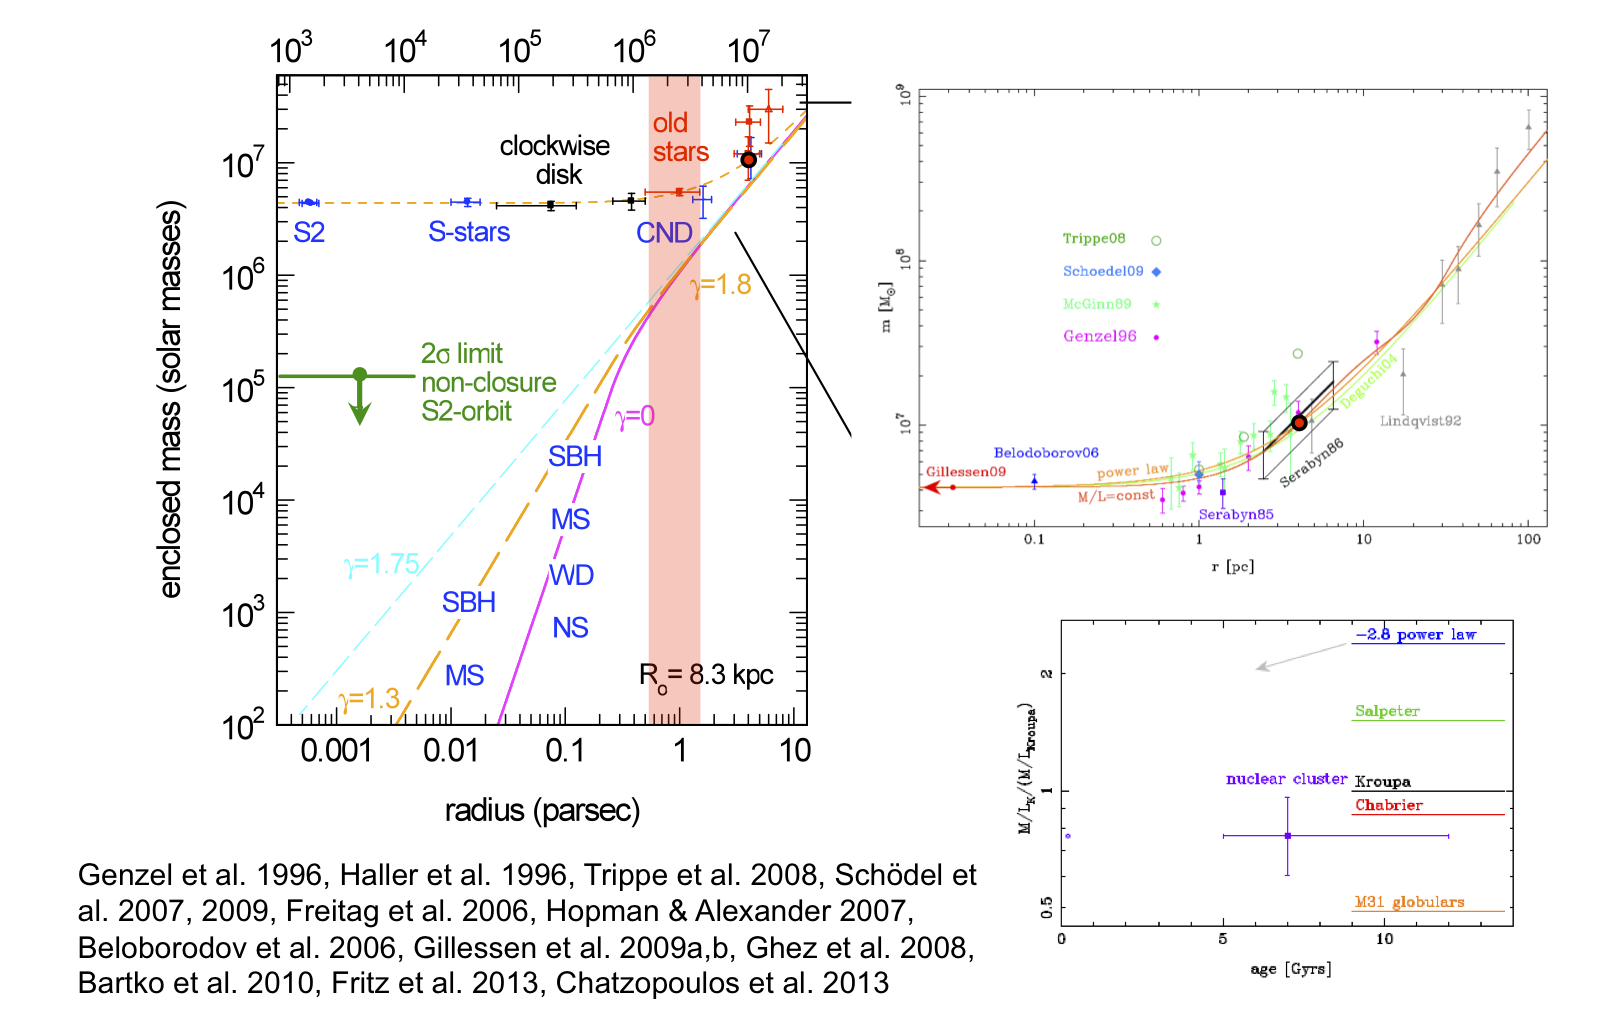 10³ 10⁴ 10⁵ 10⁶ 10⁷
enclosed mass (solar masses)
10⁷
10⁶
10⁵
10⁴
10³
10²
clockwise
disk
old
stars
S2
S-stars
CND
γ=1.8
2σ limit
non-closure
S2-orbit
γ=0
SBH
MS
γ=1.75
WD
SBH
NS
MS
γ=1.3
R₀= 8.3 kpc
0.001 0.01 0.1 1 10
radius (parsec)
10⁹
10⁸
10⁷
m [M⊙]
Trippe08
Schoedel09
McGinn89
Genzel96
Deguchi04
Lindqvist92
Belodoborov06
Gillessen09
power law
M/L=const
Serabyn86
Serabyn85
0.1 1 10 100
r [pc]
M/L_K/(M/L_Kroupa)
2
1
0.5
-2.8 power law
Salpeter
nuclear cluster
Kroupa
Chabrier
M31 globulars
0 5 10
age [Gyrs]
Genzel et al. 1996, Haller et al. 1996, Trippe et al. 2008, Schödel et
al. 2007, 2009, Freitag et al. 2006, Hopman & Alexander 2007,
Beloborodov et al. 2006, Gillessen et al. 2009a,b, Ghez et al. 2008,
Bartko et al. 2010, Fritz et al. 2013, Chatzopoulos et al. 2013